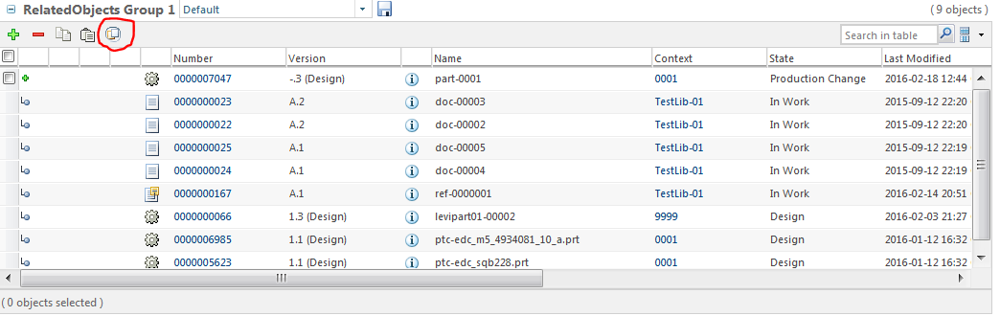 RelatedObjects Group 1 Default (9 objects)
Search in table
Number Version Name Context State Last Modified
0000007047 -.3 (Design) part-0001 0001 Production Change 2016-02-18 12:44
0000000023 A.2 doc-00003 TestLib-01 In Work 2015-09-12 22:20
0000000022 A.2 doc-00002 TestLib-01 In Work 2015-09-12 22:20
0000000025 A.1 doc-00005 TestLib-01 In Work 2015-09-12 22:19
0000000024 A.1 doc-00004 TestLib-01 In Work 2015-09-12 22:19
0000000167 A.1 ref-0000001 In Work 2016-02-14 20:51
0000000066 1.3 (Design) levipart01-00002 9999 Design 2016-02-03 21:27
0000006985 1.1 (Design) ptc-edc_m5_4934081_10_a.prt 0001 Design 2016-01-12 16:32
0000005623 1.1 (Design) ptc-edc_sqb228.prt 0001 Design 2016-01-12 16:32
(0 objects selected)